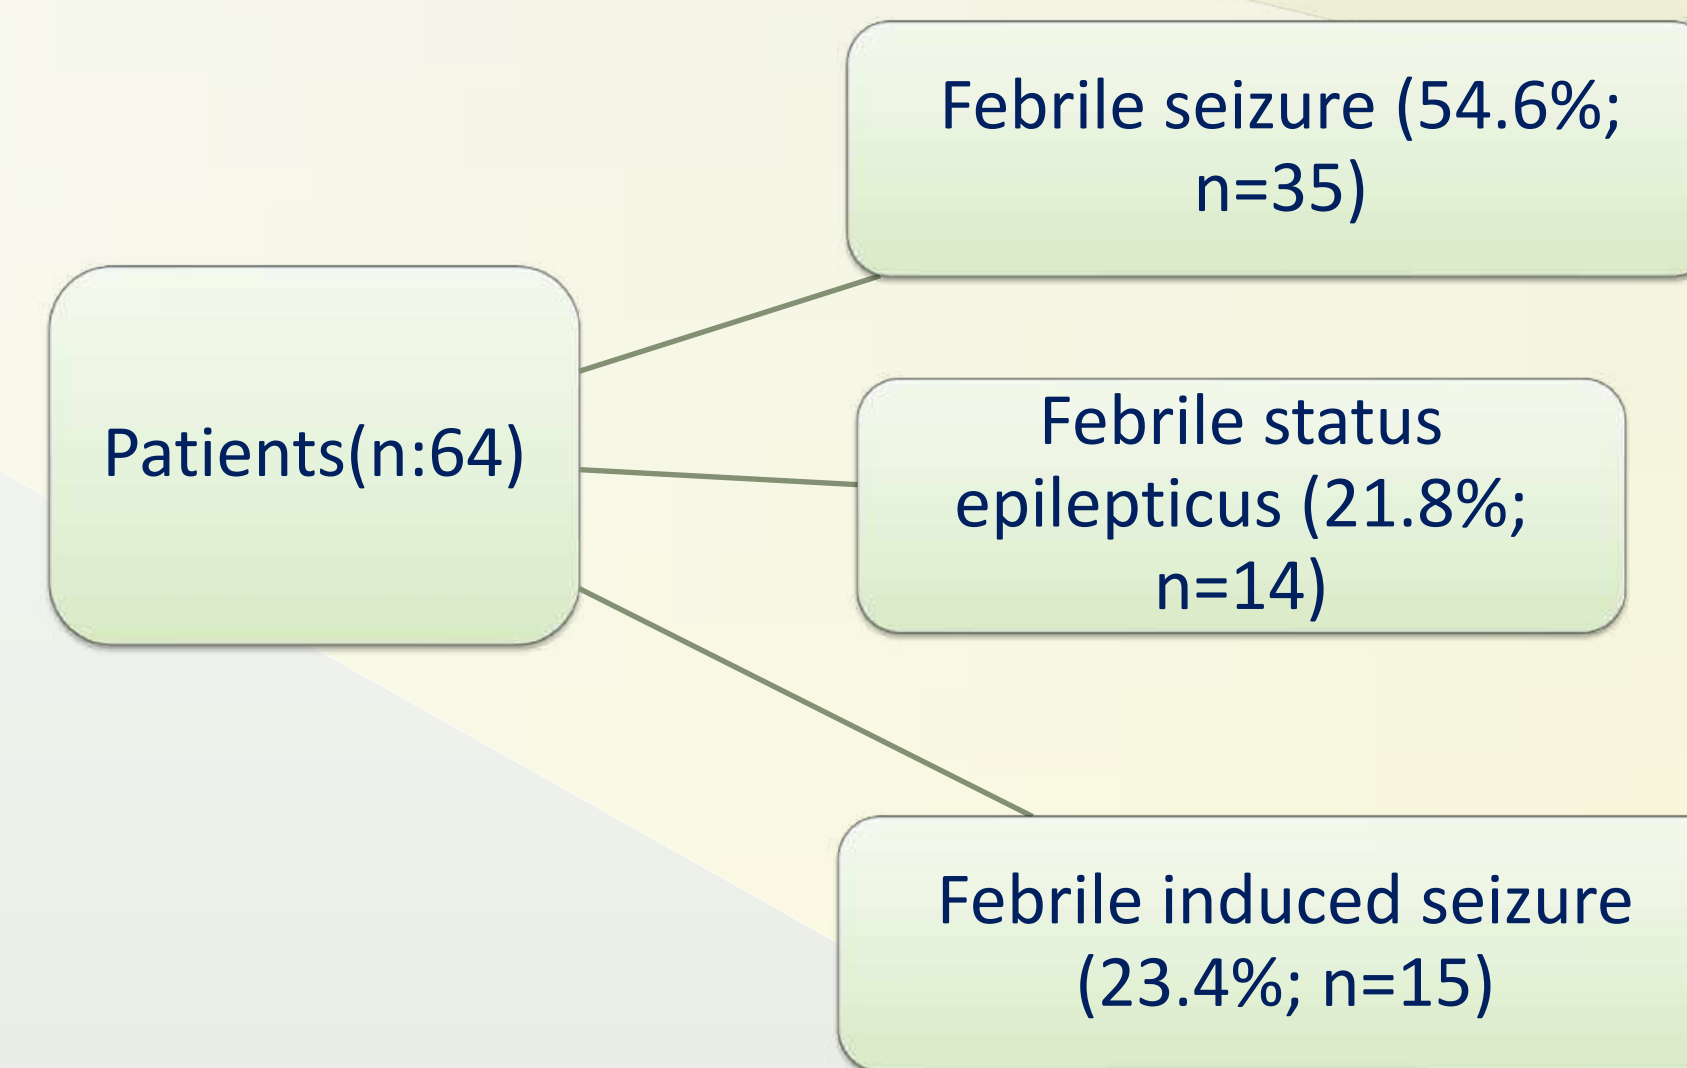 Febrile seizure (54.6%;
n=35)
Patients(n:64)
Febrile status
epilepticus (21.8%;
n=14)
Febrile induced seizure
(23.4%; n=15)